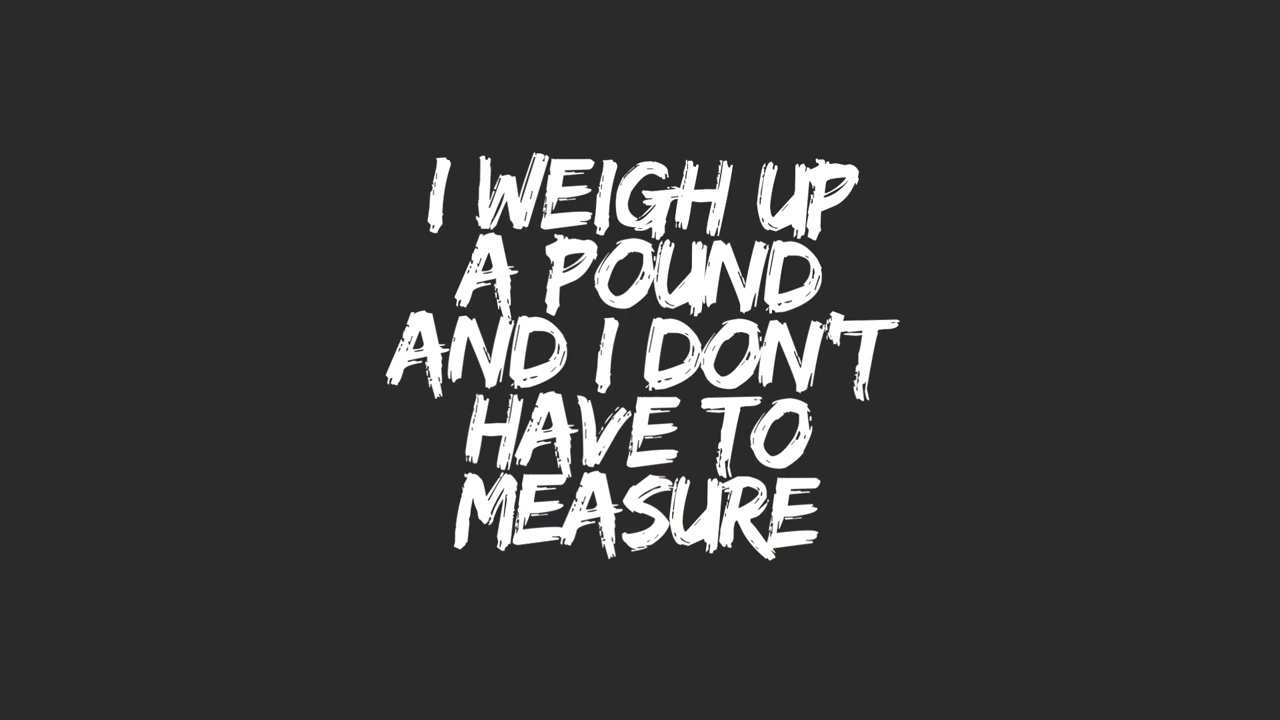 I WEIGH UP
A POUND
AND I DON'T
HAVE TO
MEASURE